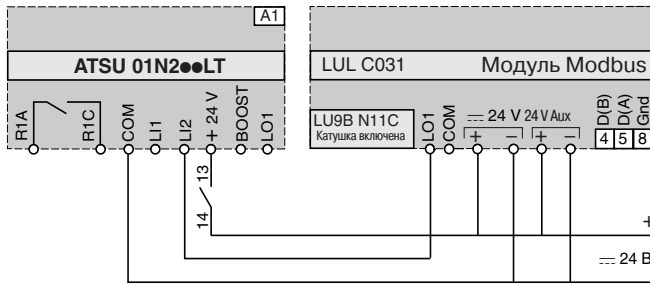 A1
ATSU 01N2●●LT
LUL C031 Модуль Modbus
R1A
R1C
COM
LI1
LI2
+ 24 V
BOOST
LO1
LU9B N11C
Катушка включена
LO1
COM
⎓ 24 V
24 V Aux
+ − + −
D(B)
D(A)
Gnd
4 5 8
13
14
+
⎓ 24 В